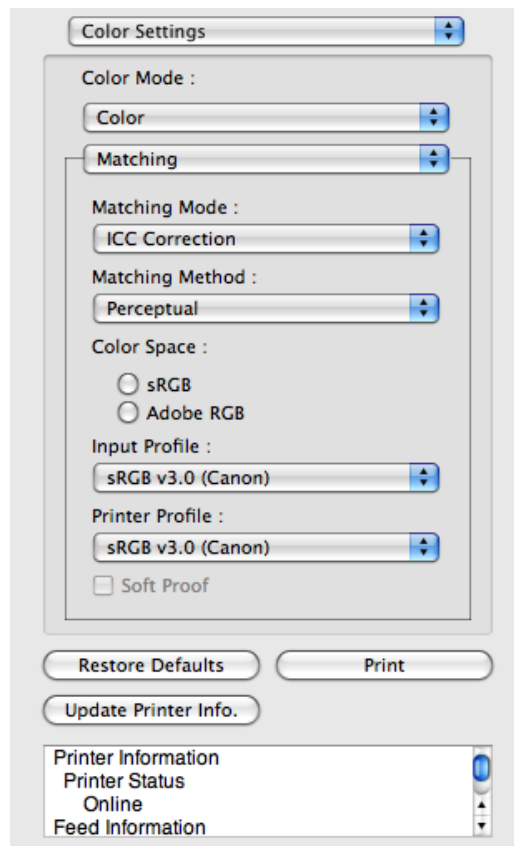 Color Settings
Color Mode :
Color
Matching
Matching Mode :
ICC Correction
Matching Method :
Perceptual
Color Space :
sRGB
Adobe RGB
Input Profile :
sRGB v3.0 (Canon)
Printer Profile :
sRGB v3.0 (Canon)
Soft Proof
Restore Defaults Print
Update Printer Info.
Printer Information
Printer Status
Online
Feed Information